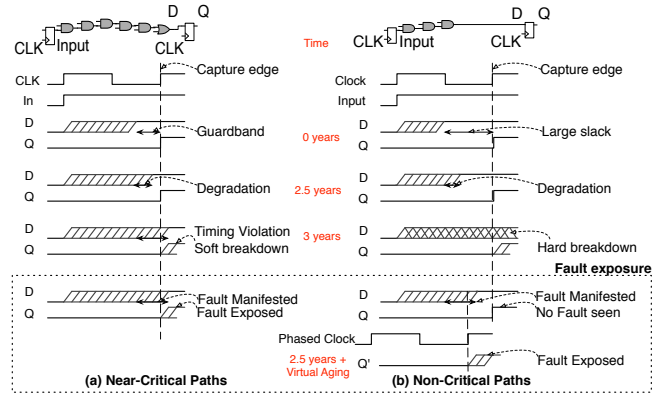 D Q
CLK Input CLK
Time
D Q
CLK Input CLK
CLK
Capture edge
In
D
Q
Guardband
D
Q
Degradation
D
Q
Timing Violation
Soft breakdown
D
Q
Fault Manifested
Fault Exposed
(a) Near-Critical Paths
0 years
2.5 years
3 years
2.5 years +
Virtual Aging
Clock
Capture edge
Input
D
Q
Large slack
D
Q
Degradation
D
Q
Hard breakdown
Fault exposure
D
Q
Fault Manifested
No Fault seen
Phased Clock
Q'
Fault Exposed
(b) Non-Critical Paths